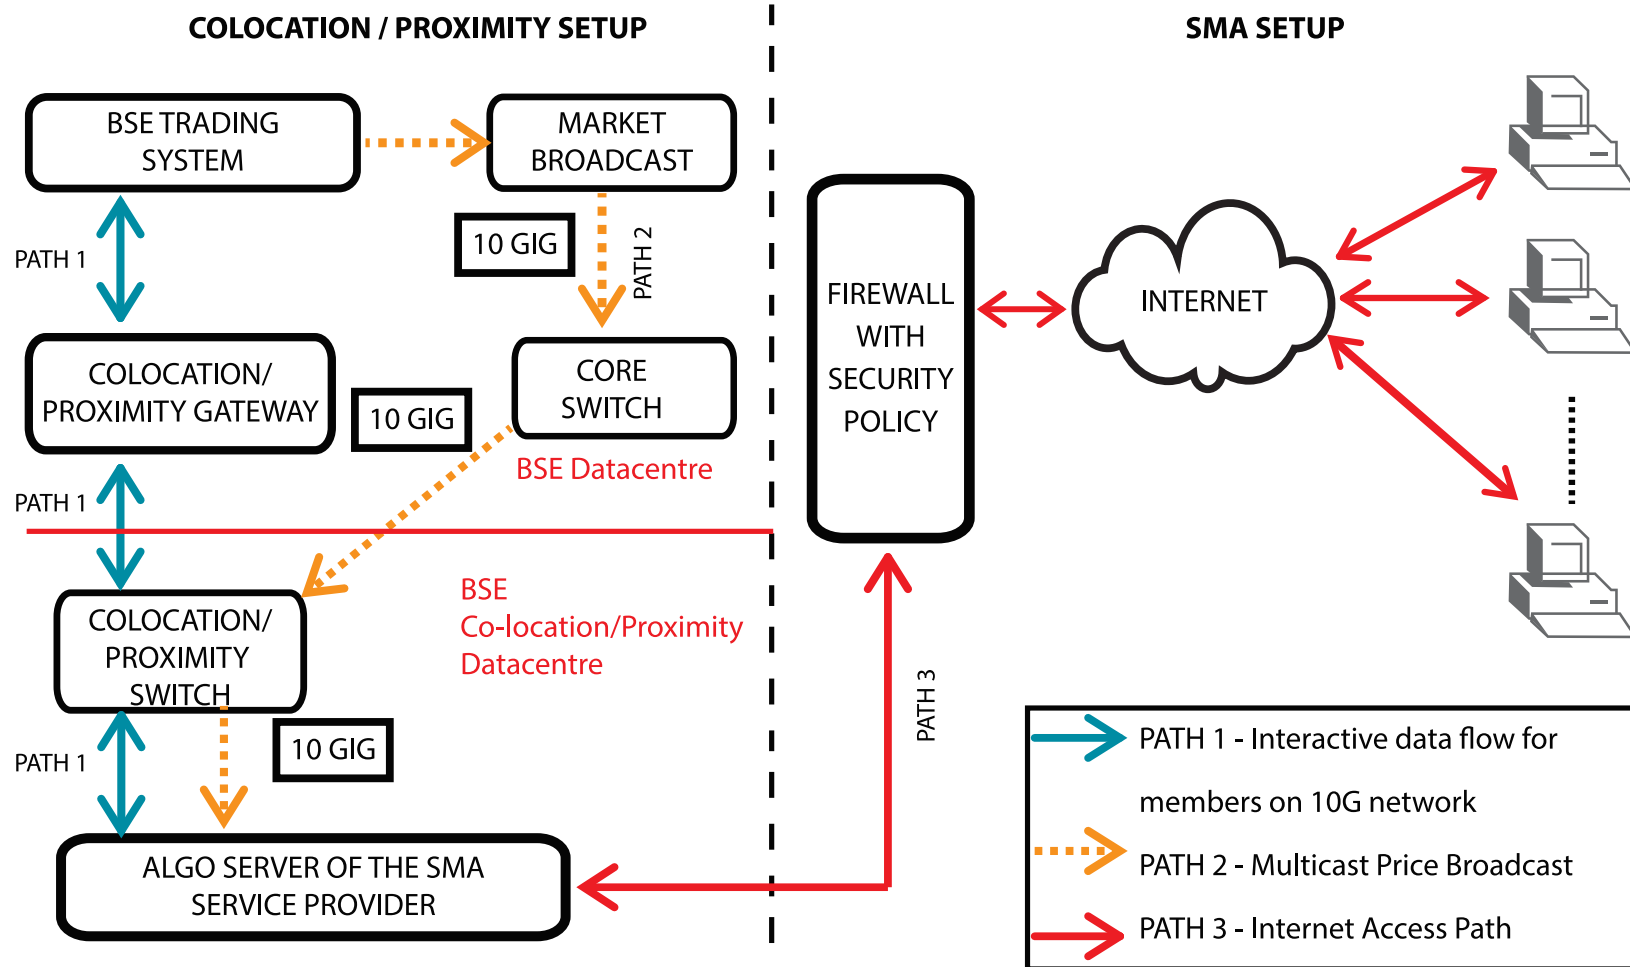 COLOCATION / PROXIMITY SETUP
SMA SETUP
BSE TRADING
SYSTEM
MARKET
BROADCAST
PATH 1
10 GIG
PATH 2
COLOCATION/
PROXIMITY GATEWAY
10 GIG
CORE
SWITCH
BSE Datacentre
PATH 1
COLOCATION/
PROXIMITY
SWITCH
BSE
Co-location/Proximity
Datacentre
PATH 1
10 GIG
ALGO SERVER OF THE SMA
SERVICE PROVIDER
FIREWALL
WITH
SECURITY
POLICY
INTERNET
PATH 3
PATH 1 - Interactive data flow for
members on 10G network
PATH 2 - Multicast Price Broadcast
PATH 3 - Internet Access Path